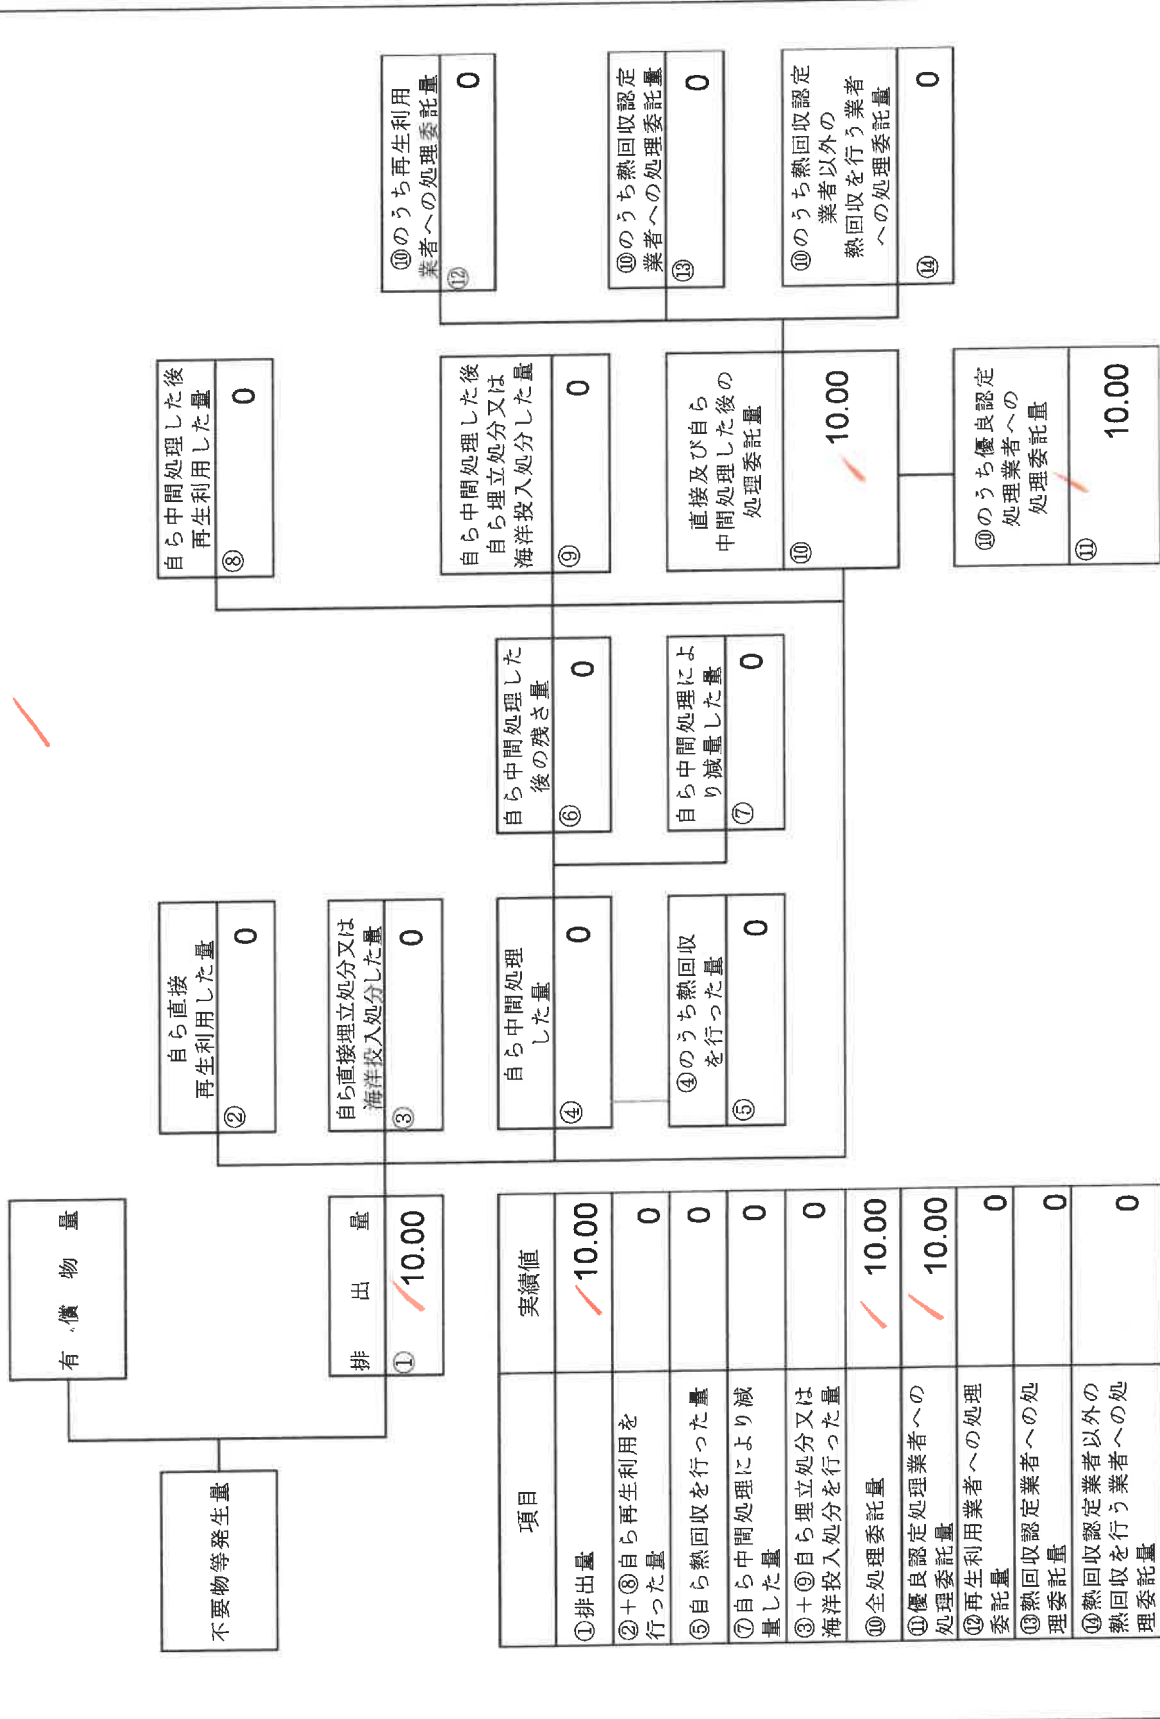 有償物量
不要物等発生量
排出量
①
10.00
自ら直接
再生利用した量
②
0
自ら直接埋立処分又は
海洋投入処分した量
③
0
自ら中間処理
した量
④
0
④のうち熱回収
を行った量
⑤
0
自ら中間処理した
後の残さ量
⑥
0
自ら中間処理によ
り減量した量
⑦
0
自ら中間処理した後
再生利用した量
⑧
0
自ら中間処理した後
自ら埋立処分又は
海洋投入処分した量
⑨
0
直接及び自ら
中間処理した後の
処理委託量
⑩
10.00
⑩のうち優良認定
処理業者への
処理委託量
⑪
10.00
⑩のうち再生利用
業者への処理委託量
⑫
0
⑩のうち熱回収認定
業者への処理委託量
⑬
0
⑩のうち熱回収認定
業者以外の
熱回収を行う業者
への処理委託量
⑭
0
項目 実績値
①排出量 10.00
②+⑧自ら再生利用を
行った量 0
⑤自ら熱回収を行った量 0
⑦自ら中間処理により減
量した量 0
③+⑨自ら埋立処分又は
海洋投入処分を行った量 0
⑩全処理委託量 10.00
⑪優良認定処理業者への
処理委託量 10.00
⑫再生利用業者への処理
委託量 0
⑬熱回収認定業者への処
理委託量 0
⑭熱回収認定業者以外の
熱回収を行う業者への処
理委託量 0